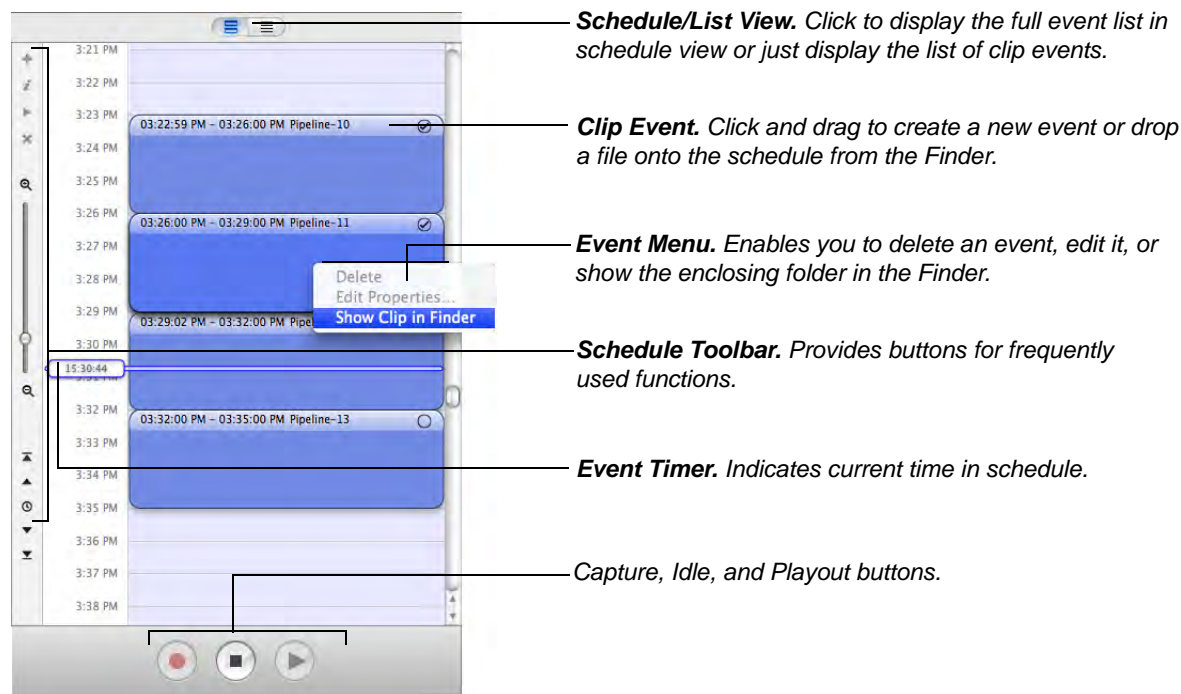 Schedule/List View. Click to display the full event list in
schedule view or just display the list of clip events.
3:21 PM
3:22 PM
3:23 PM
03:22:59 PM - 03:26:00 PM Pipeline-10
Clip Event. Click and drag to create a new event or drop
a file onto the schedule from the Finder.
3:24 PM
3:25 PM
3:26 PM
03:26:00 PM - 03:29:00 PM Pipeline-11
3:27 PM
Event Menu. Enables you to delete an event, edit it, or
show the enclosing folder in the Finder.
3:28 PM
Delete
Edit Properties...
Show Clip in Finder
3:29 PM
03:29:02 PM - 03:32:00 PM Pipe
3:30 PM
Schedule Toolbar. Provides buttons for frequently
used functions.
15:30:44
3:31 PM
3:32 PM
03:32:00 PM - 03:35:00 PM Pipeline-13
3:33 PM
3:34 PM
Event Timer. Indicates current time in schedule.
3:35 PM
3:36 PM
3:37 PM
Capture, Idle, and Playout buttons.
3:38 PM